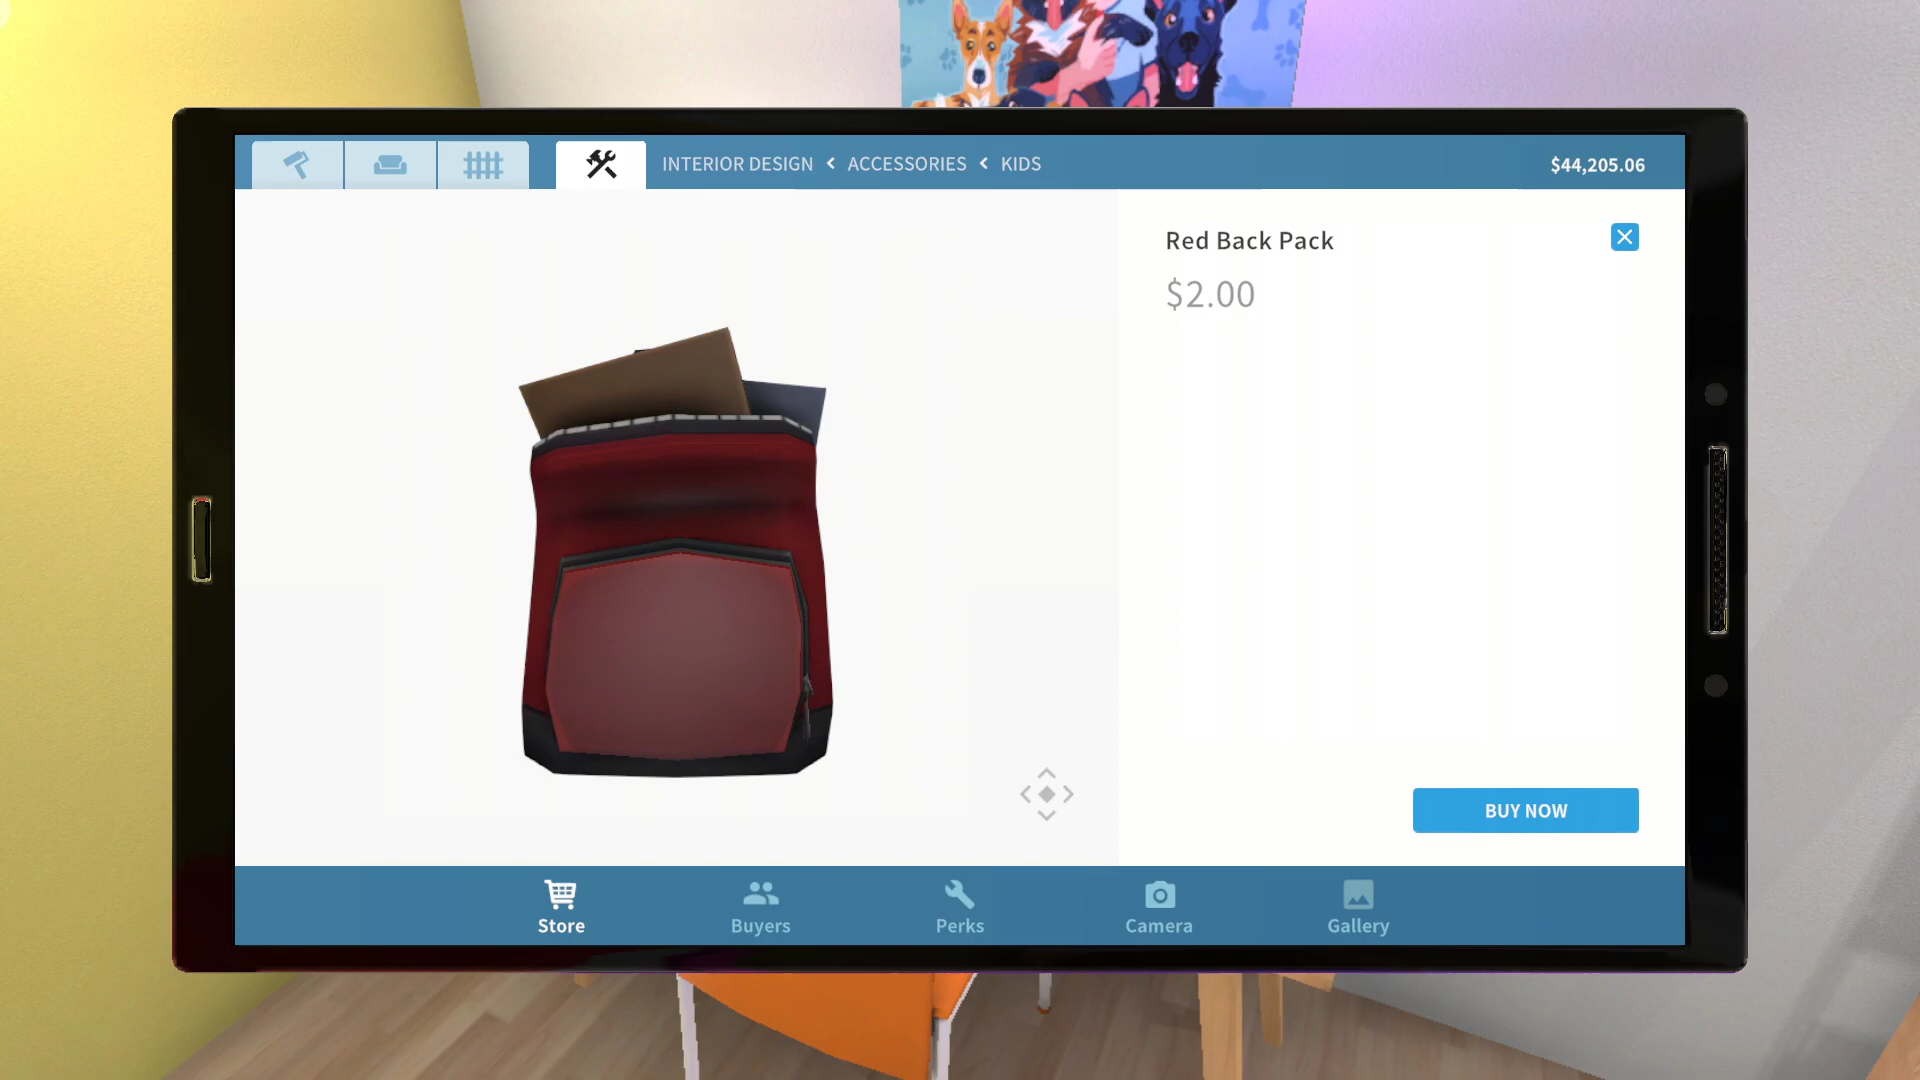 INTERIOR DESIGN < ACCESSORIES < KIDS
$44,205.06
Red Back Pack
$2.00
BUY NOW
Store
Buyers
Perks
Camera
Gallery